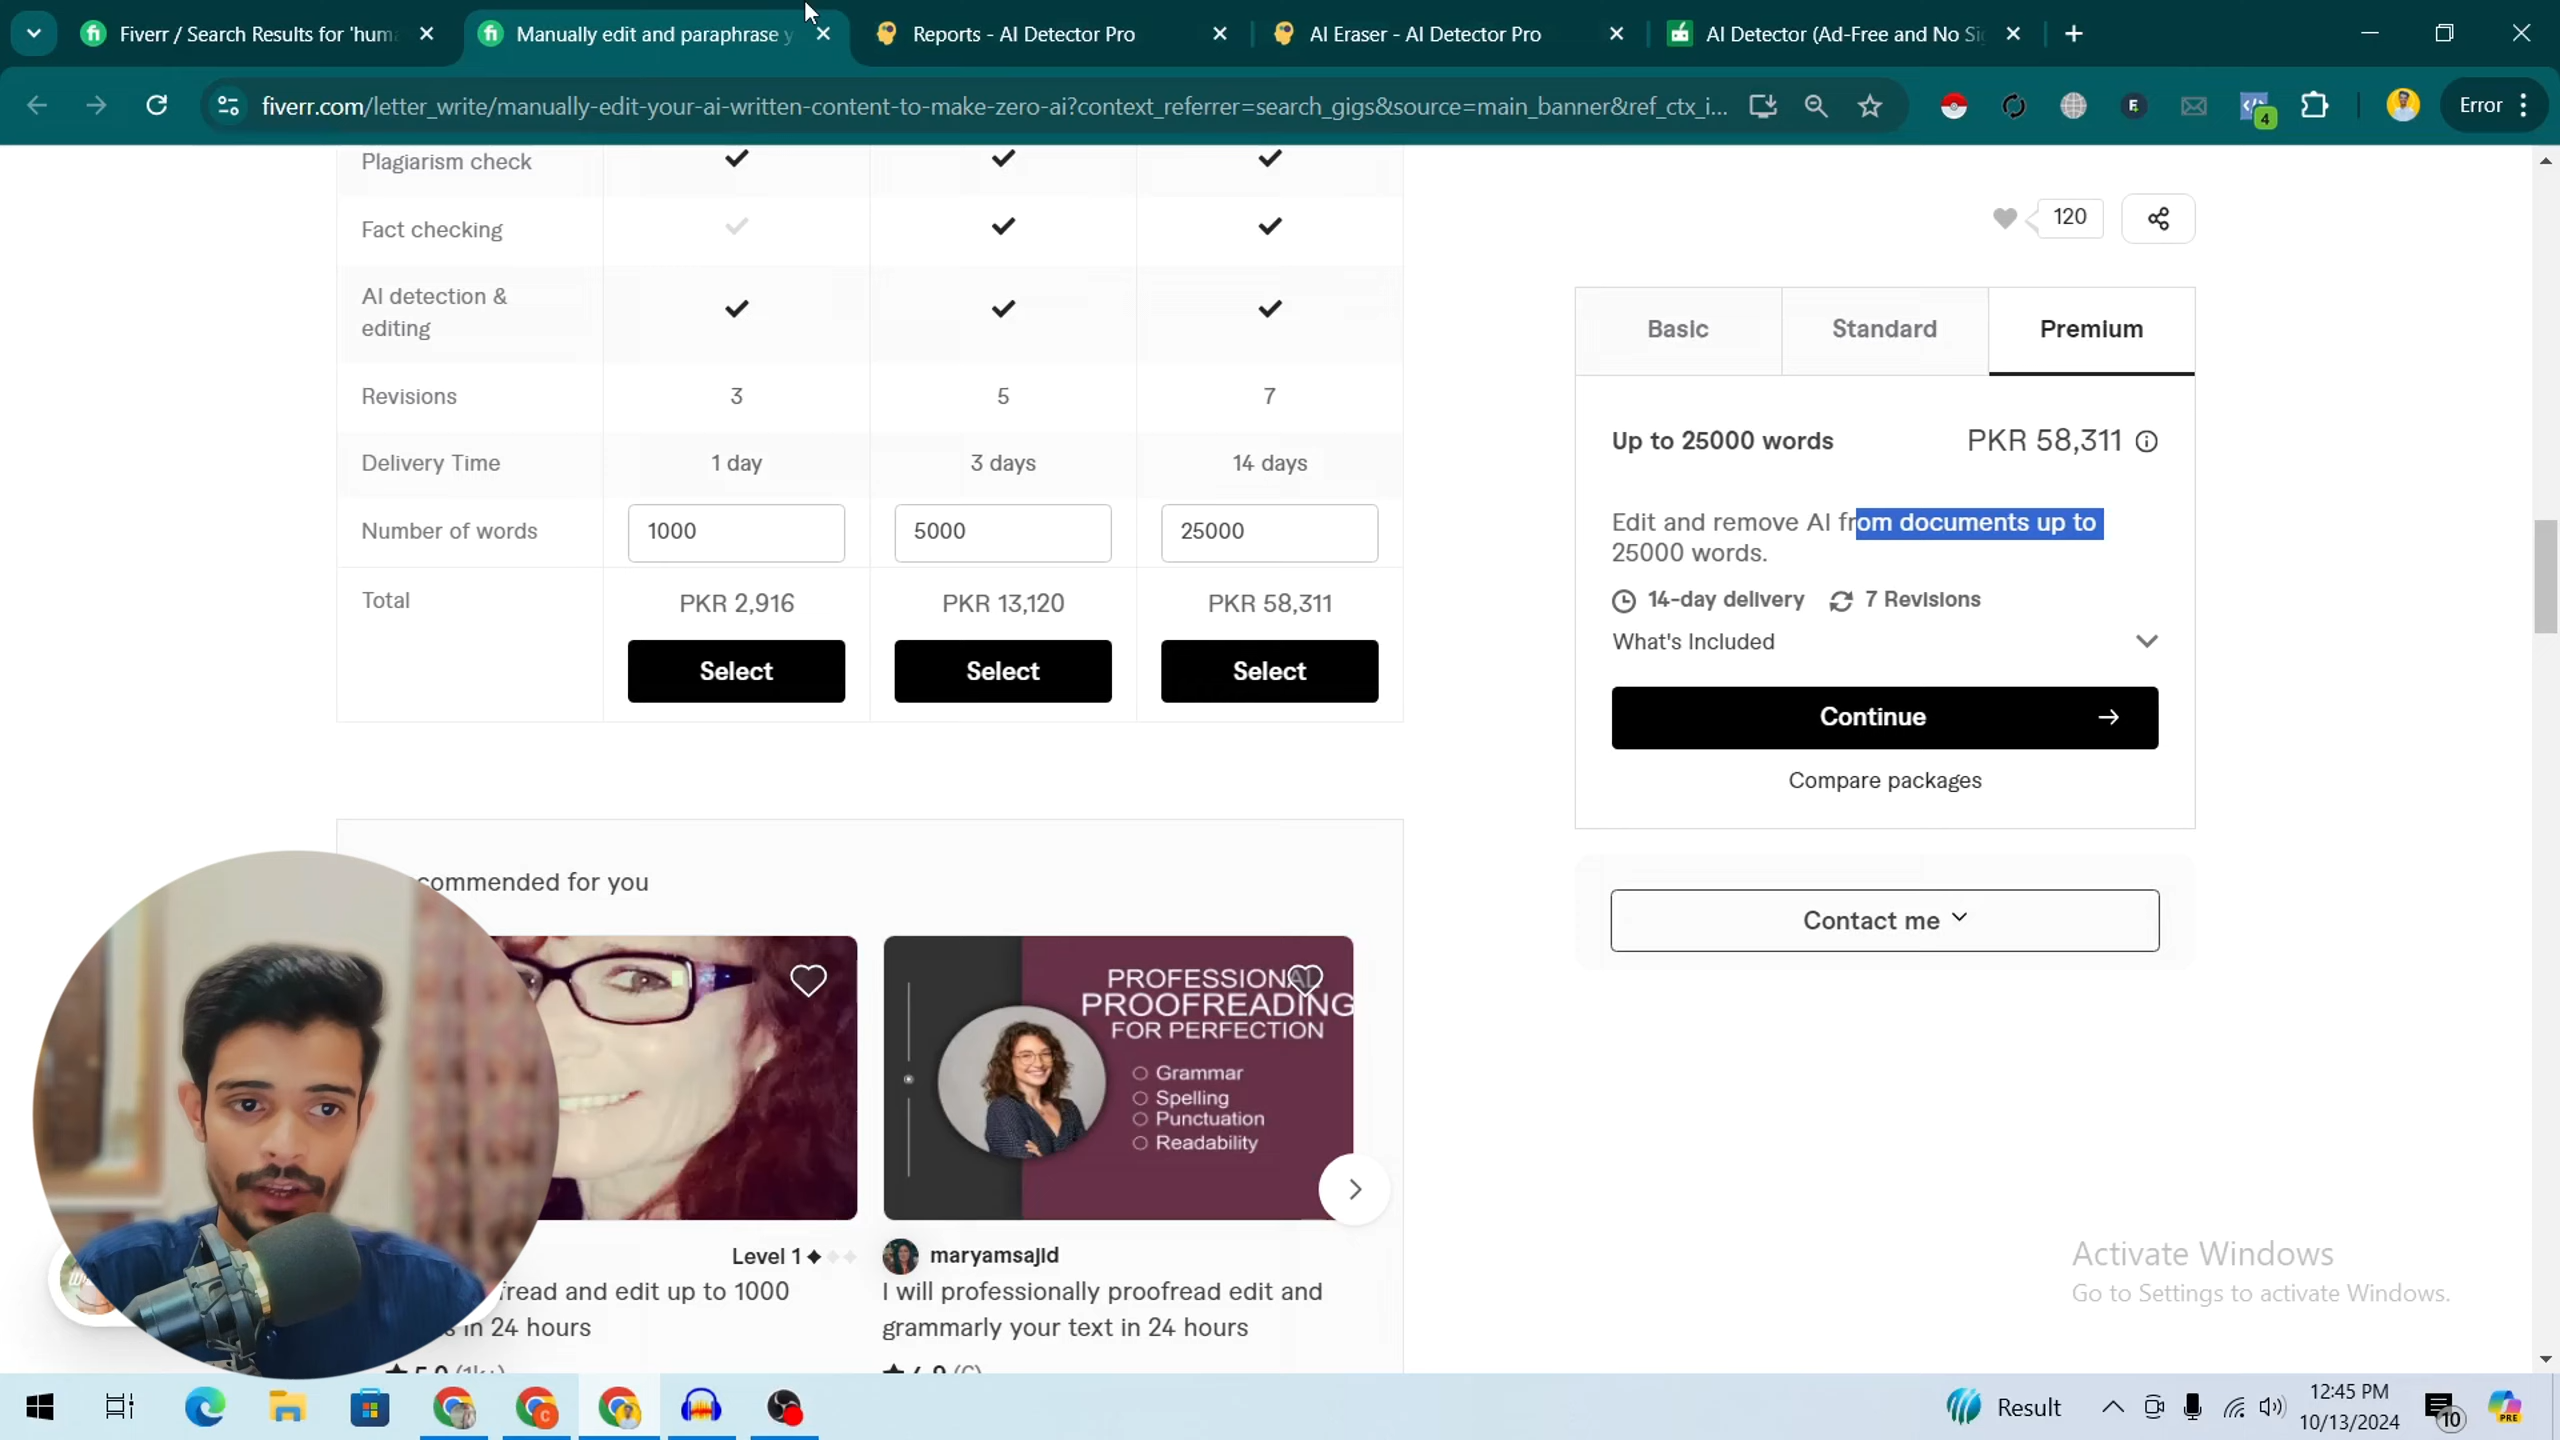 Fiverr / Search Results for 'huma
Manually edit and paraphrase y
Reports - AI Detector Pro
AI Eraser - AI Detector Pro
AI Detector (Ad-Free and No Si
fiverr.com/letter_write/manually-edit-your-ai-written-content-to-make-zero-ai?context_referrer=search_gigs&source=main_banner&ref_ctx_i...
4
Error
Plagiarism check
Fact checking
120
AI detection &
editing
Basic
Standard
Premium
Revisions
3
5
7
Up to 25000 words
PKR 58,311
Delivery Time
1 day
3 days
14 days
Number of words
1000
5000
25000
Edit and remove AI from documents up to
25000 words.
Total
PKR 2,916
PKR 13,120
PKR 58,311
14-day delivery
7 Revisions
What's Included
Select
Select
Select
Continue
Compare packages
commended for you
Contact me
PROFESSIONAL
PROOFREADING
FOR PERFECTION
Grammar
Spelling
Punctuation
Readability
Level 1
maryamsajid
fread and edit up to 1000
s in 24 hours
I will professionally proofread edit and
grammarly your text in 24 hours
Activate Windows
Go to Settings to activate Windows.
Result
12:45 PM
10/13/2024
10
PRE